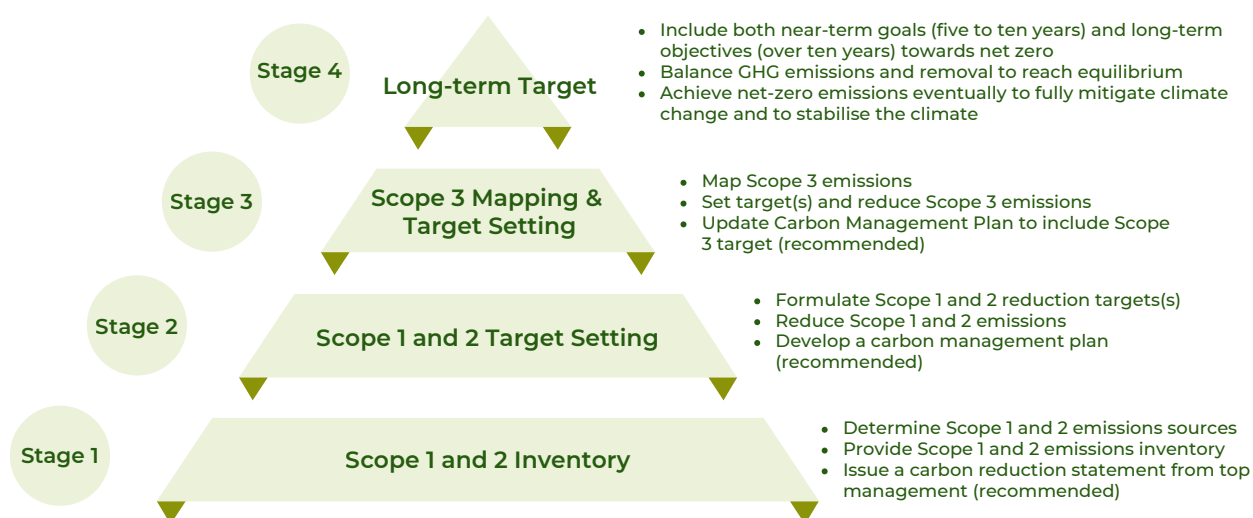 Stage 4
Long-term Target
• Include both near-term goals (five to ten years) and long-term
objectives (over ten years) towards net zero
• Balance GHG emissions and removal to reach equilibrium
• Achieve net-zero emissions eventually to fully mitigate climate
change and to stabilise the climate
Stage 3
Scope 3 Mapping &
Target Setting
• Map Scope 3 emissions
• Set target(s) and reduce Scope 3 emissions
• Update Carbon Management Plan to include Scope
3 target (recommended)
Stage 2
Scope 1 and 2 Target Setting
• Formulate Scope 1 and 2 reduction targets(s)
• Reduce Scope 1 and 2 emissions
• Develop a carbon management plan
(recommended)
Stage 1
Scope 1 and 2 Inventory
• Determine Scope 1 and 2 emissions sources
• Provide Scope 1 and 2 emissions inventory
• Issue a carbon reduction statement from top
management (recommended)